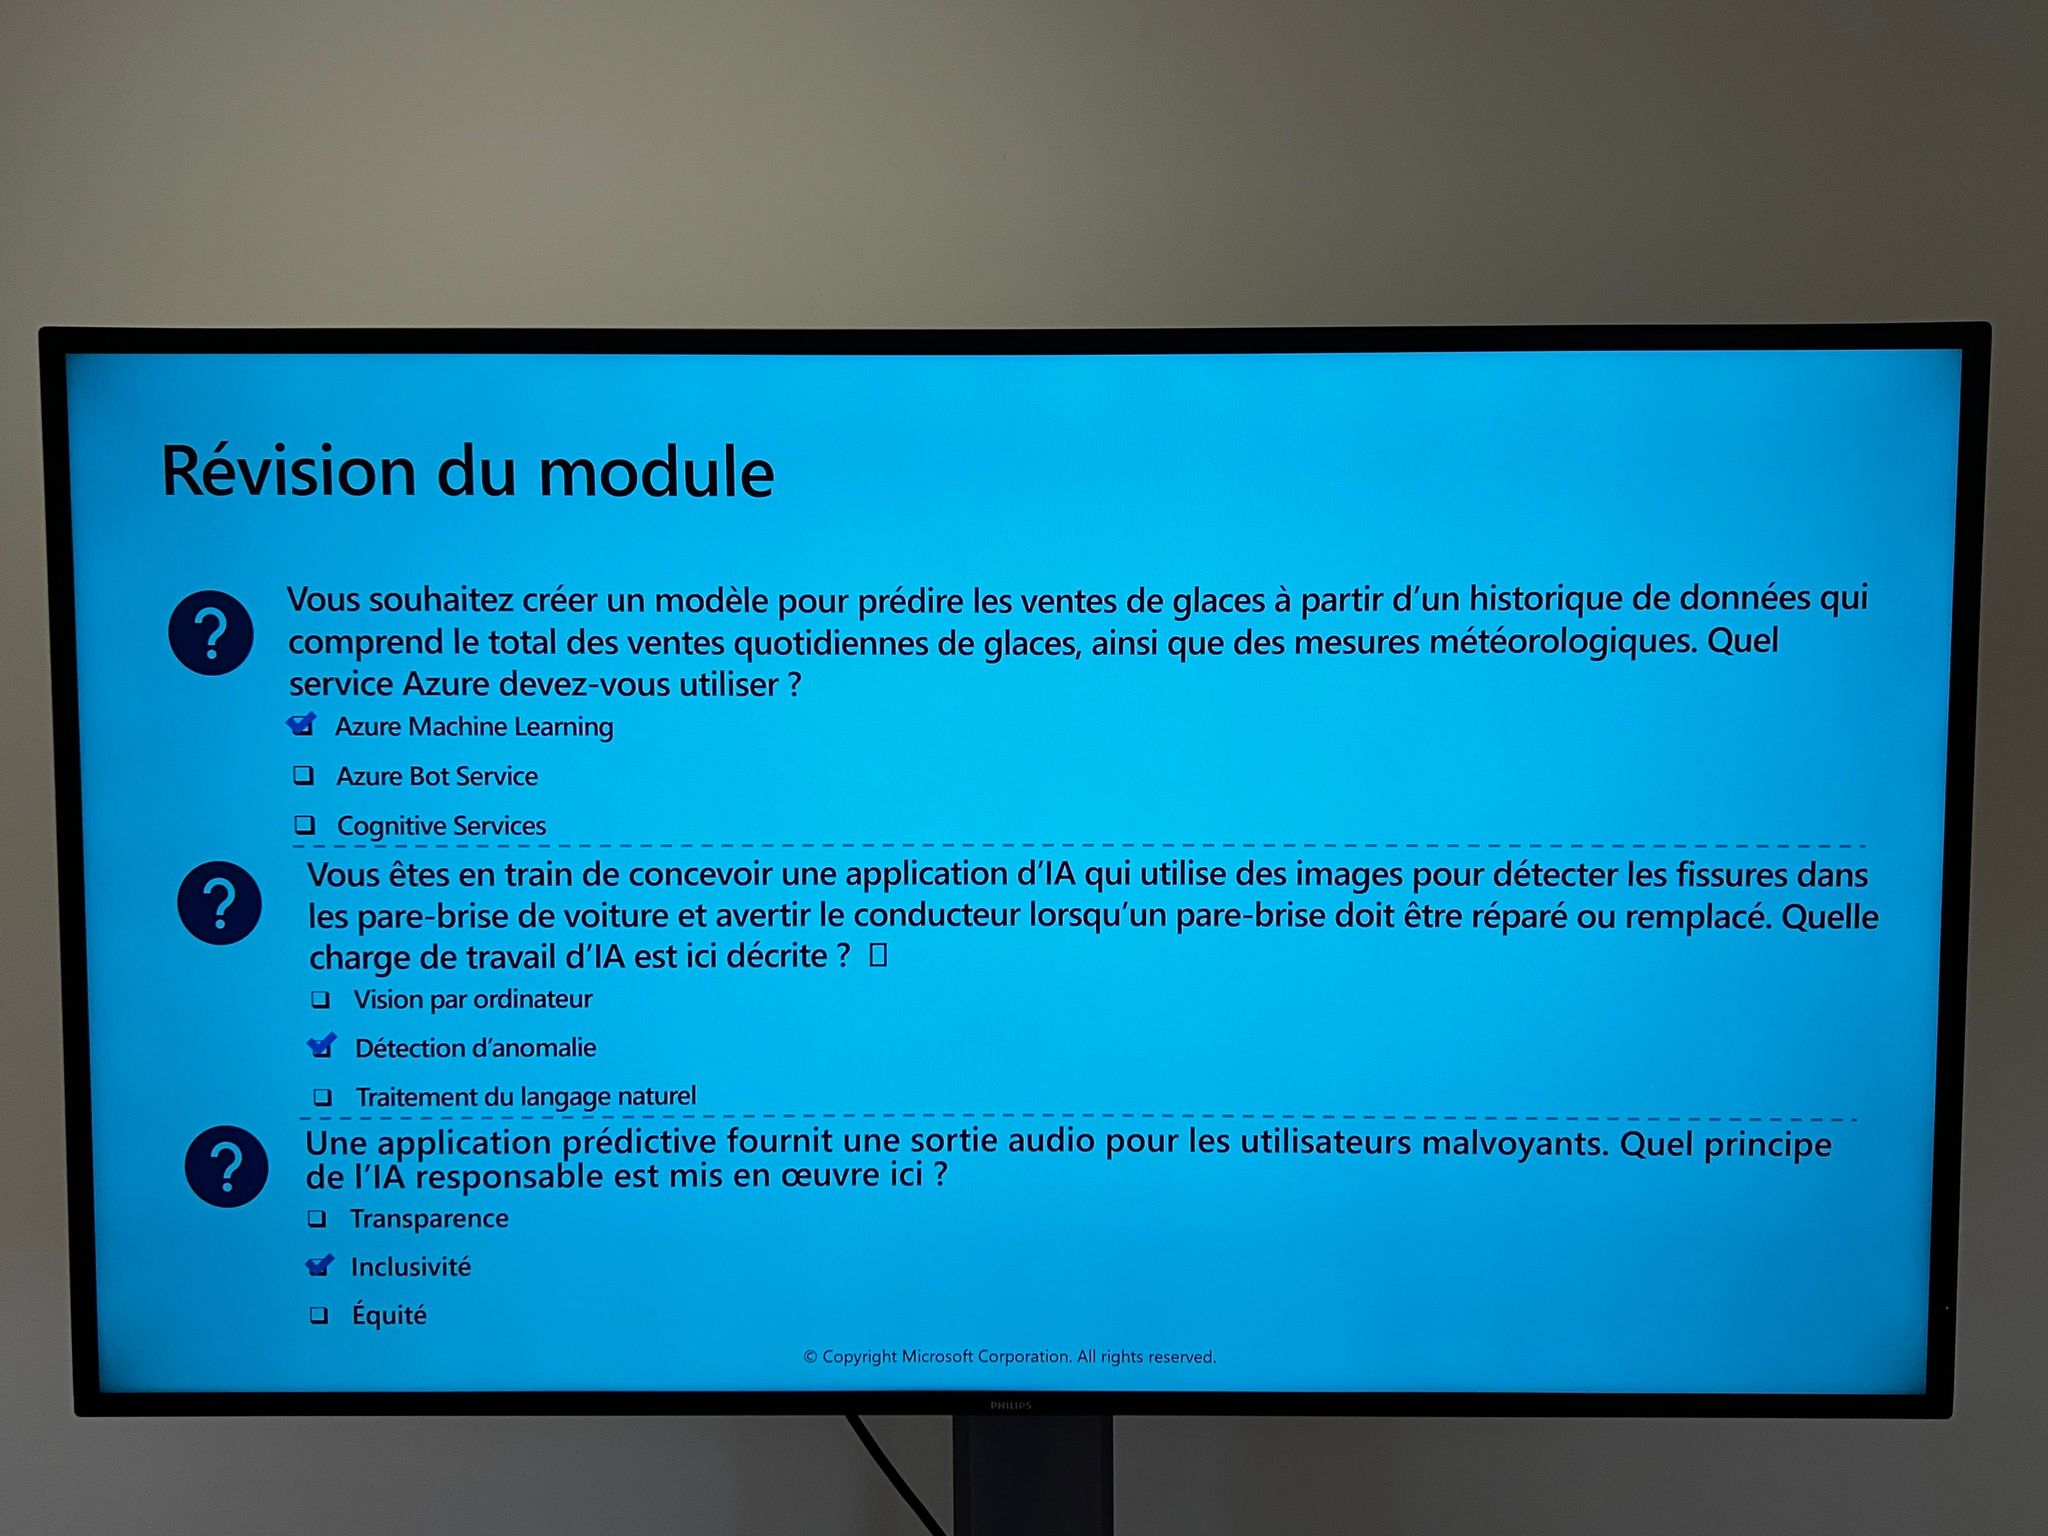 Révision du module
Vous souhaitez créer un modèle pour prédire les ventes de glaces à partir d'un historique de données qui
comprend le total des ventes quotidiennes de glaces, ainsi que des mesures météorologiques. Quel
service Azure devez-vous utiliser ?
Azure Machine Learning
Azure Bot Service
Cognitive Services
Vous êtes en train de concevoir une application d'IA qui utilise des images pour détecter les fissures dans
les pare-brise de voiture et avertir le conducteur lorsqu'un pare-brise doit être réparé ou remplacé. Quelle
charge de travail d'IA est ici décrite ?
Vision par ordinateur
Détection d'anomalie
Traitement du langage naturel
Une application prédictive fournit une sortie audio pour les utilisateurs malvoyants. Quel principe
de l'IA responsable est mis en œuvre ici ?
Transparence
Inclusivité
Équité
© Copyright Microsoft Corporation. All rights reserved.
PHILIPS